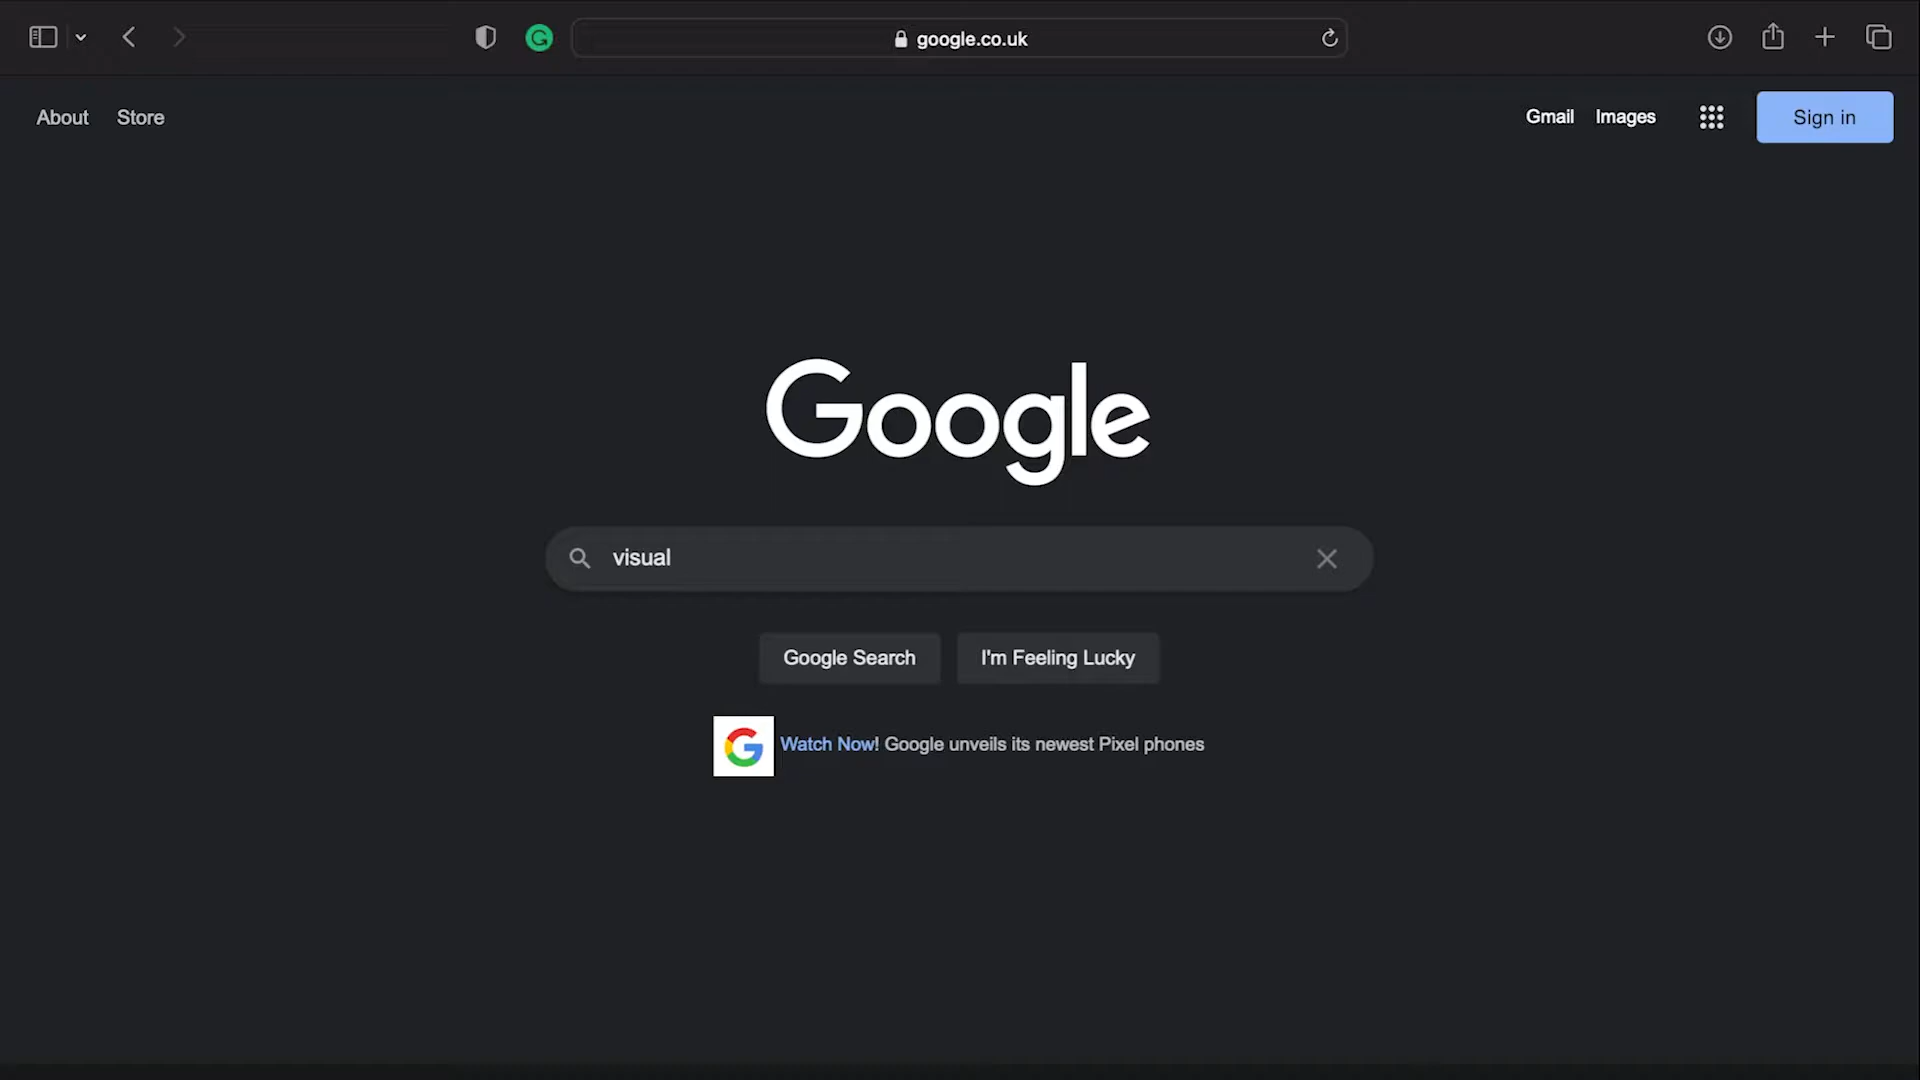 google.co.uk
About Store Gmail Images Sign in
Google
visual
Google Search I'm Feeling Lucky
Watch Now! Google unveils its newest Pixel phones